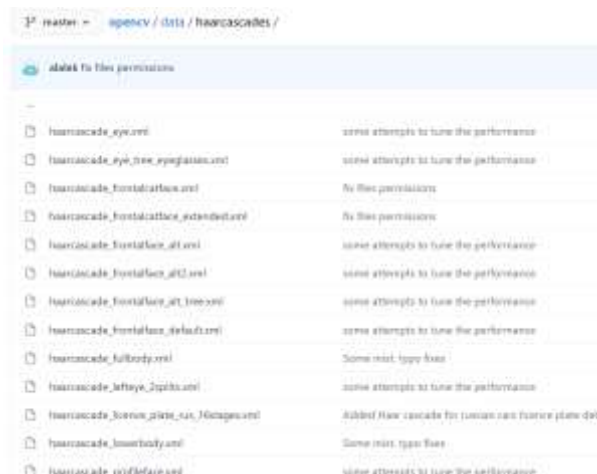 master opencv / data / haarcascades /
alalek fix files permissions
..
haarcascade_eye.xml some attempts to tune the performance
haarcascade_eye_tree_eyeglasses.xml some attempts to tune the performance
haarcascade_frontalcatface.xml fix files permissions
haarcascade_frontalcatface_extended.xml fix files permissions
haarcascade_frontalface_alt.xml some attempts to tune the performance
haarcascade_frontalface_alt2.xml some attempts to tune the performance
haarcascade_frontalface_alt_tree.xml some attempts to tune the performance
haarcascade_frontalface_default.xml some attempts to tune the performance
haarcascade_fullbody.xml Some mist. typo fixes
haarcascade_lefteye_2splits.xml some attempts to tune the performance
haarcascade_licence_plate_rus_16stages.xml Added Haar cascade for russian cars licence plate det
haarcascade_lowerbody.xml Some mist. typo fixes
haarcascade_profileface.xml some attempts to tune the performance